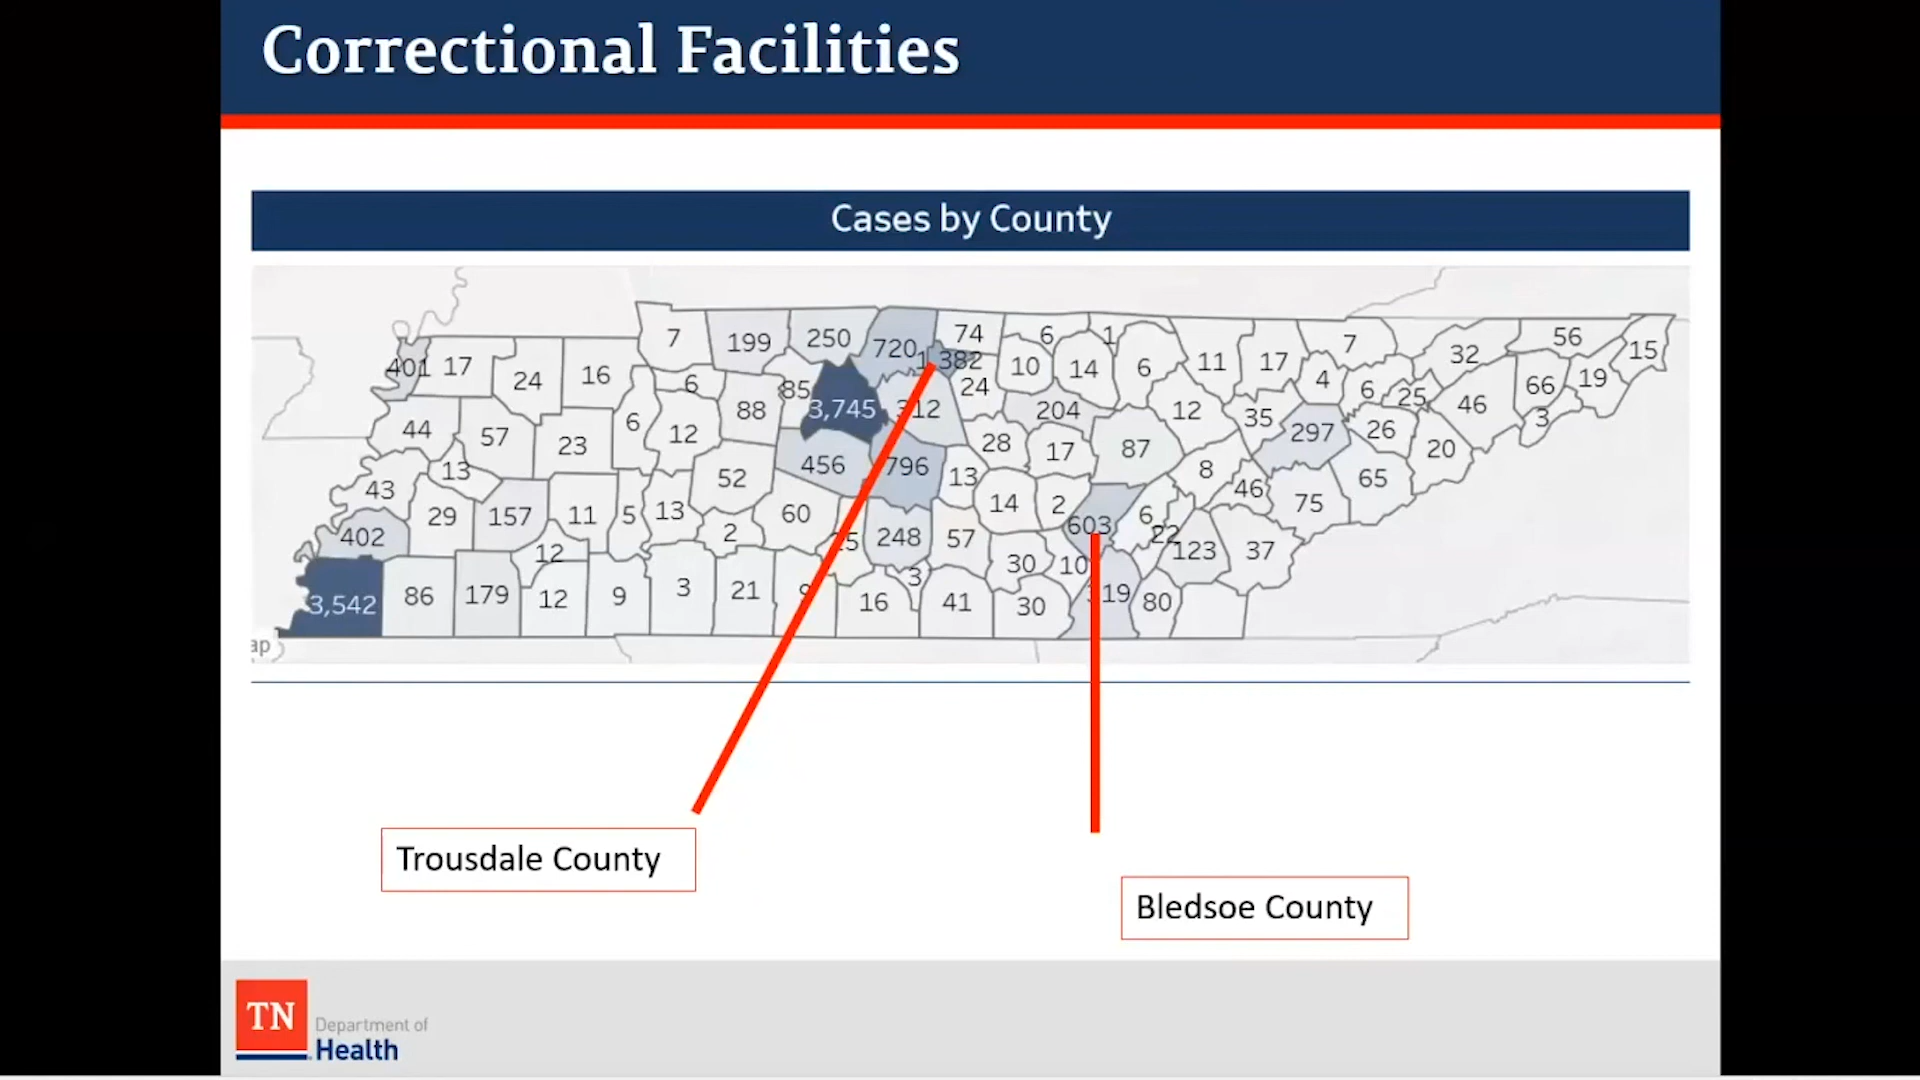 Correctional Facilities
Cases by County
7 199 250 720 74 6 1 7 56
401 17 24 16 1,382 10 14 6 11 17 32 15
6 85 24 4 6 25 66 19
88 3,745 312 204 12 35 46 3
44 57 23 6 12 28 17 87 297 26 20
13 52 456 796 13 8 65
43 29 157 11 5 13 60 14 2 46 75
402 12 2 248 57 603 6 22 123 37
30 10
3,542 86 179 12 9 3 21 16 3 41 30 80
ap
Trousdale County
Bledsoe County
TN
Department of
Health